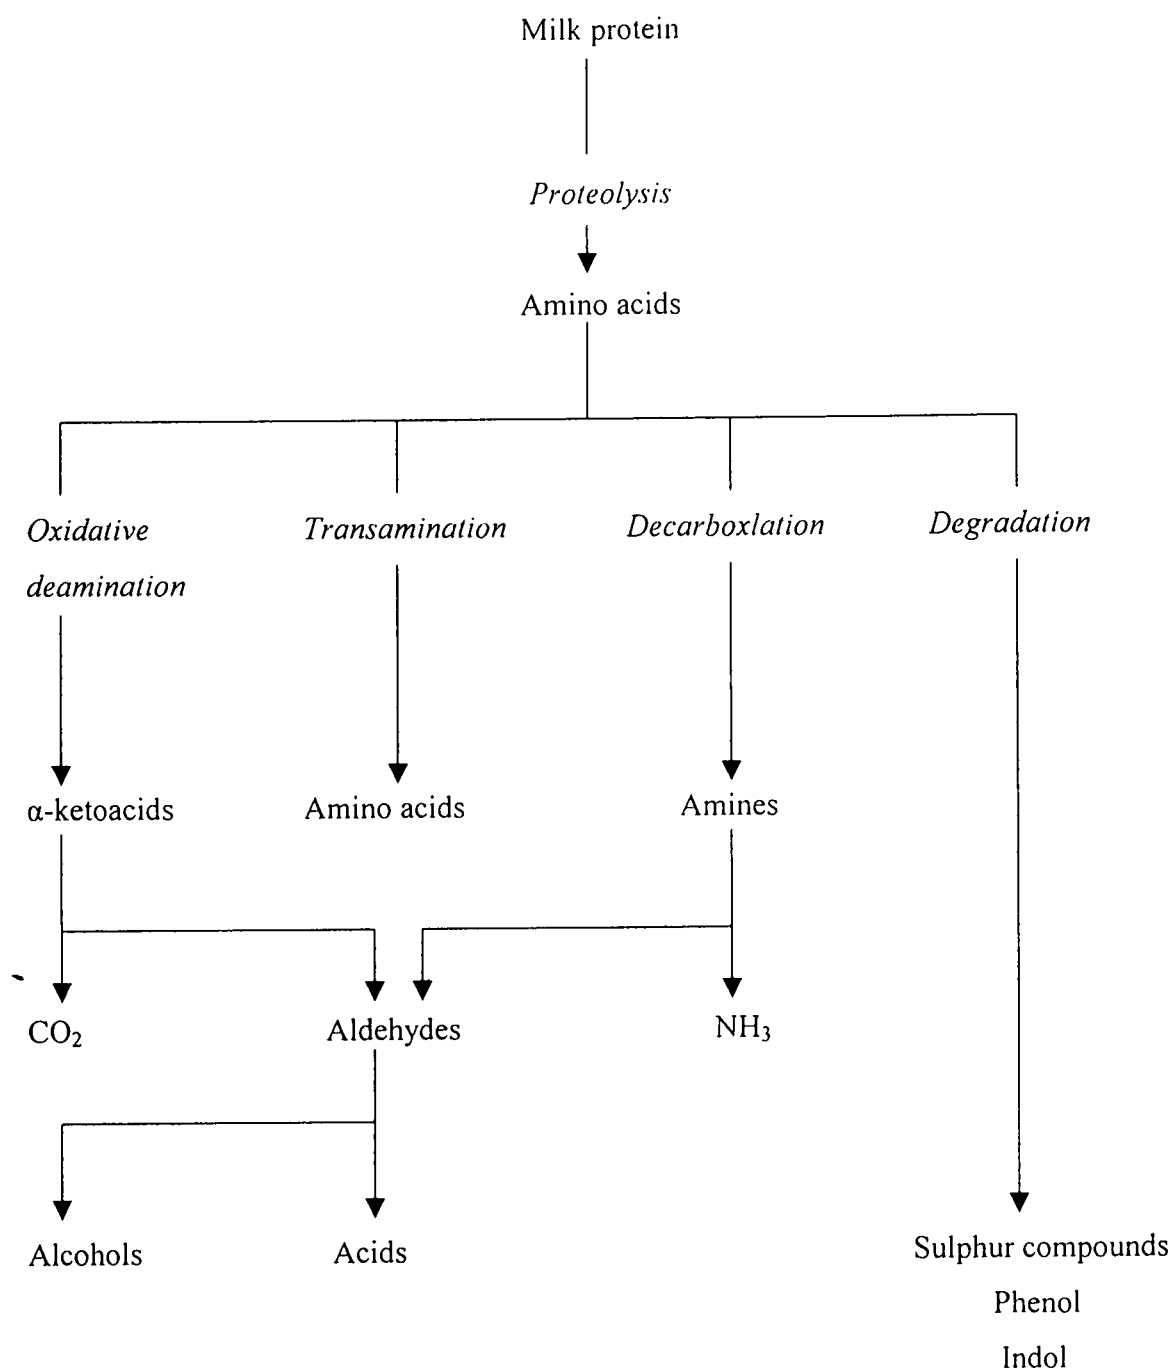 Milk protein
Proteolysis
Amino acids
Oxidative
deamination
Transamination
Decarboxlation
Degradation
α-ketoacids
Amino acids
Amines
CO₂
Aldehydes
NH₃
Alcohols
Acids
Sulphur compounds
Phenol
Indol